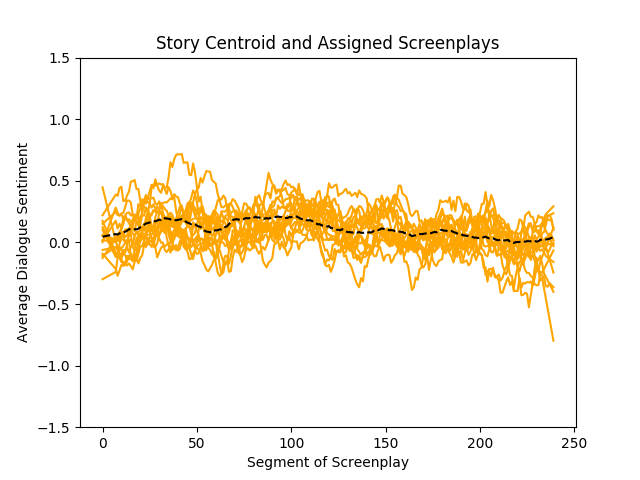 Story Centroid and Assigned Screenplays
1.5
1.0
0.5
0.0
−0.5
−1.0
−1.5
Average Dialogue Sentiment
0 50 100 150 200 250
Segment of Screenplay